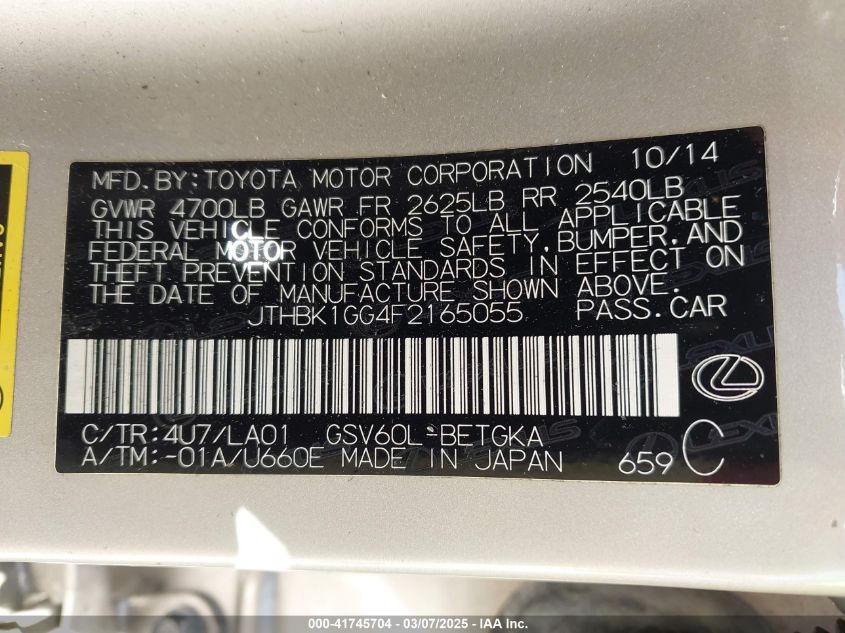 MFD.BY:TOYOTA MOTOR CORPORATION 10/14
GVWR 4700LB GAWR FR 2625LB RR 2540LB
THIS VEHICLE CONFORMS TO ALL APPLICABLE
FEDERAL MOTOR VEHICLE SAFETY,BUMPER,AND
THEFT PREVENTION STANDARDS IN EFFECT ON
THE DATE OF MANUFACTURE SHOWN ABOVE.
JTHBK1GG4F2165055 PASS.CAR
C/TR:4U7/LA01 GSV60L-BETGKA
A/TM:-01A/U660E MADE IN JAPAN 659 C
000-41745704 - 03/07/2025 - IAA